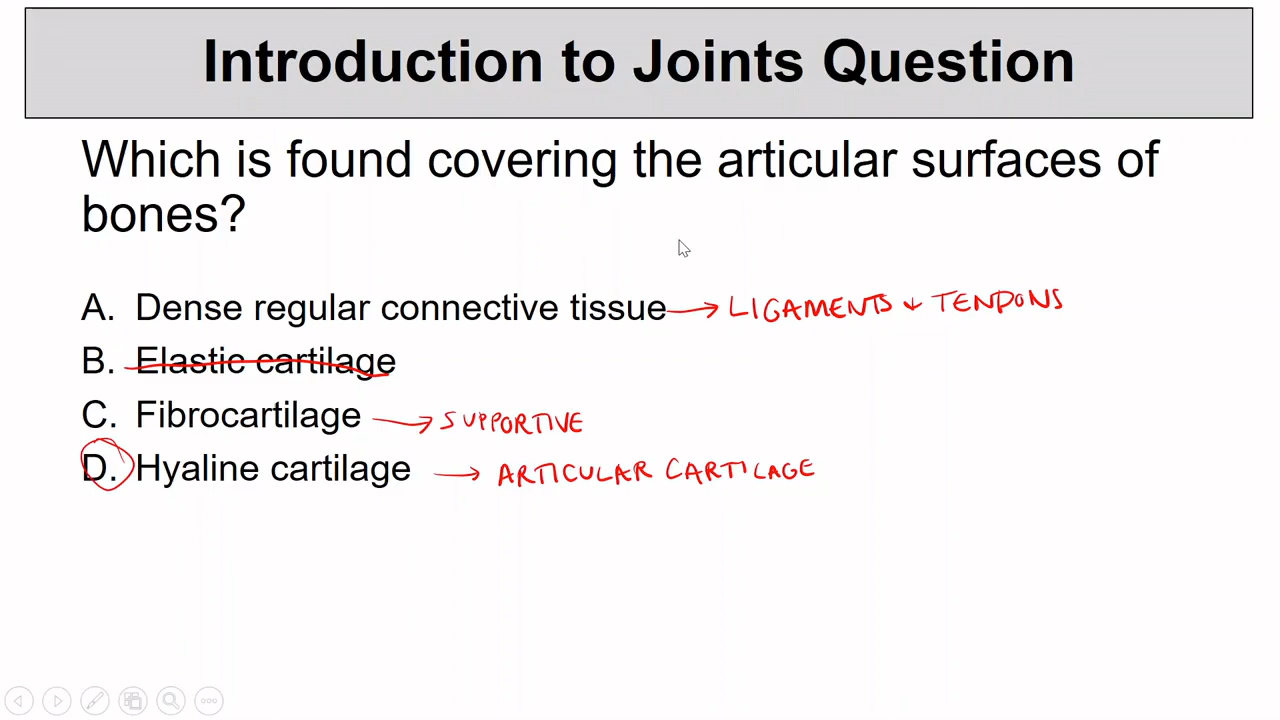 Introduction to Joints Question
Which is found covering the articular surfaces of
bones?
A. Dense regular connective tissue → LIGAMENTS + TENDONS
B. Elastic cartilage
C. Fibrocartilage → SUPPORTIVE
D. Hyaline cartilage → ARTICULAR CARTILAGE